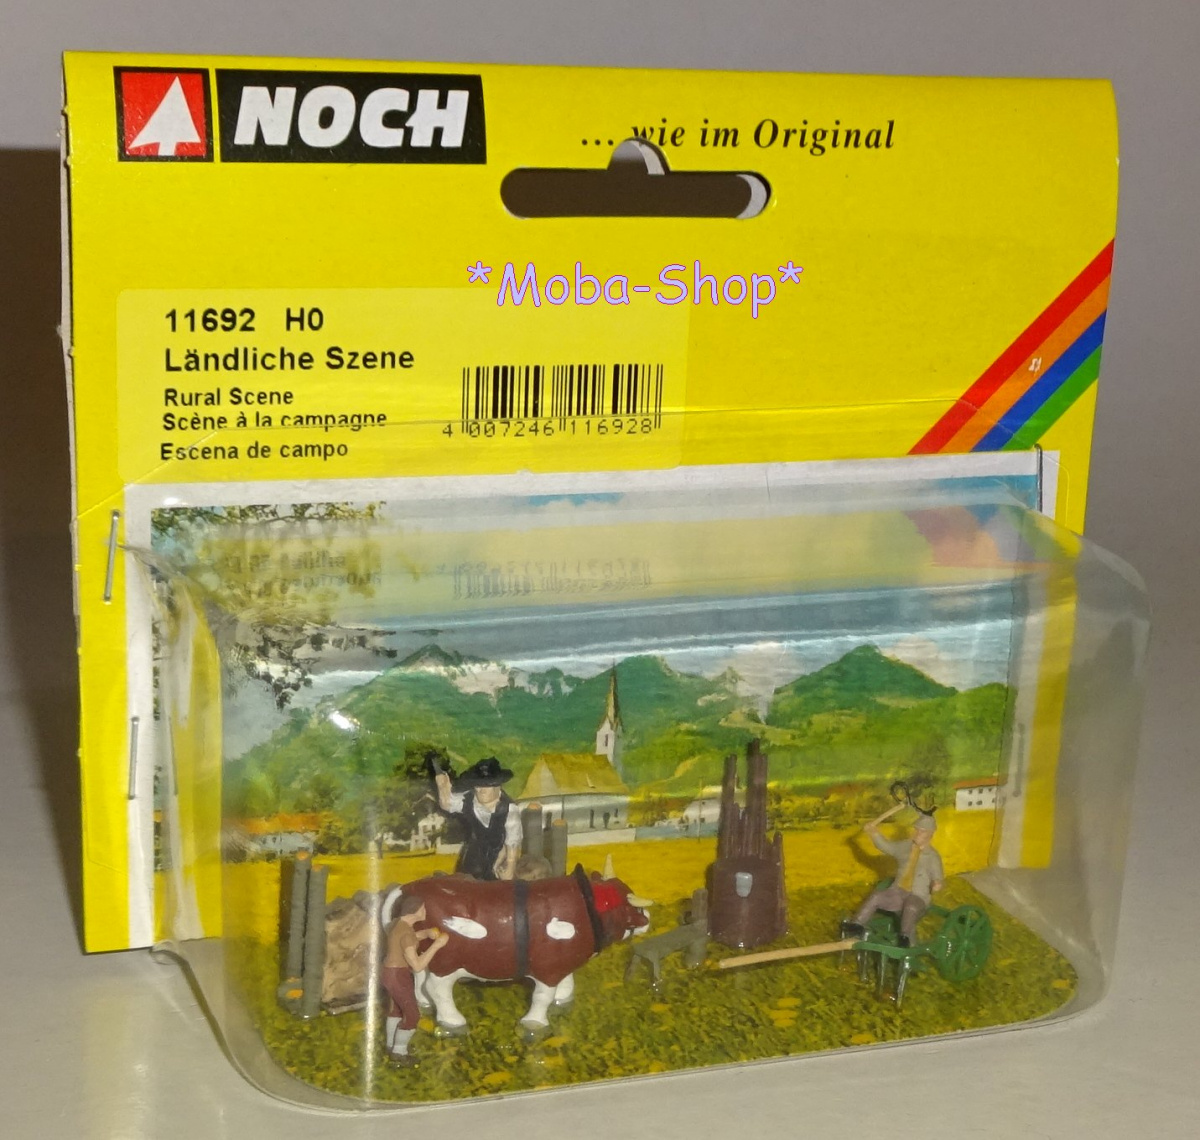 NOCH
... wie im Original
*Moba-Shop*
11692 H0
Ländliche Szene
Rural Scene
Scène à la campagne
Escena de campo
4 007246 116928